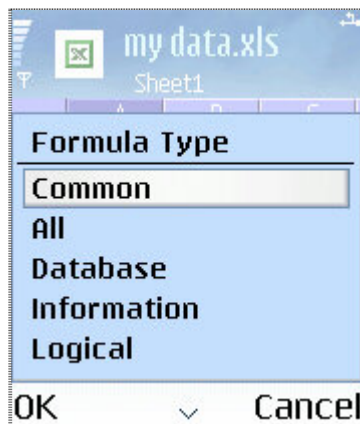 my data.xls
Sheet1
A B C
Formula Type
Common
All
Database
Information
Logical
OK Cancel